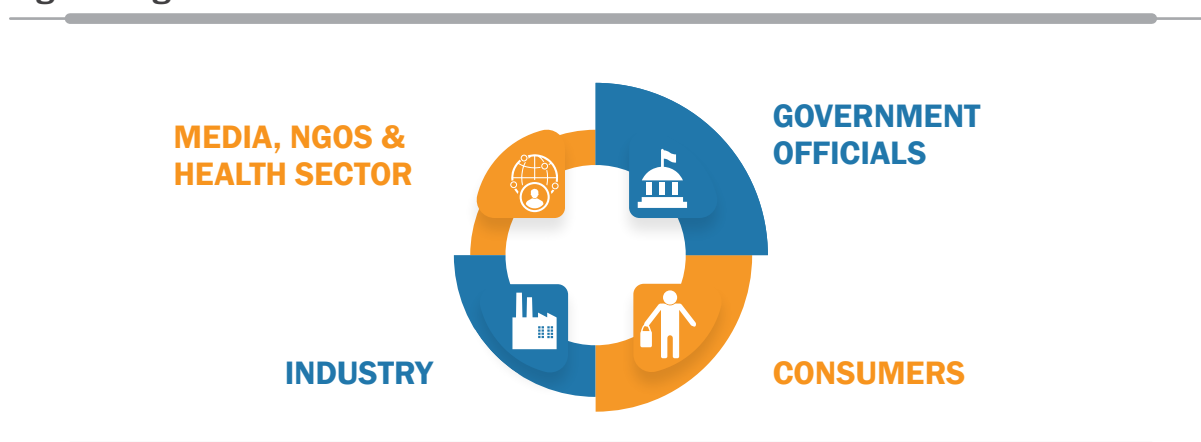 GOVERNMENT
OFFICIALS
MEDIA, NGOS &
HEALTH SECTOR
INDUSTRY
CONSUMERS